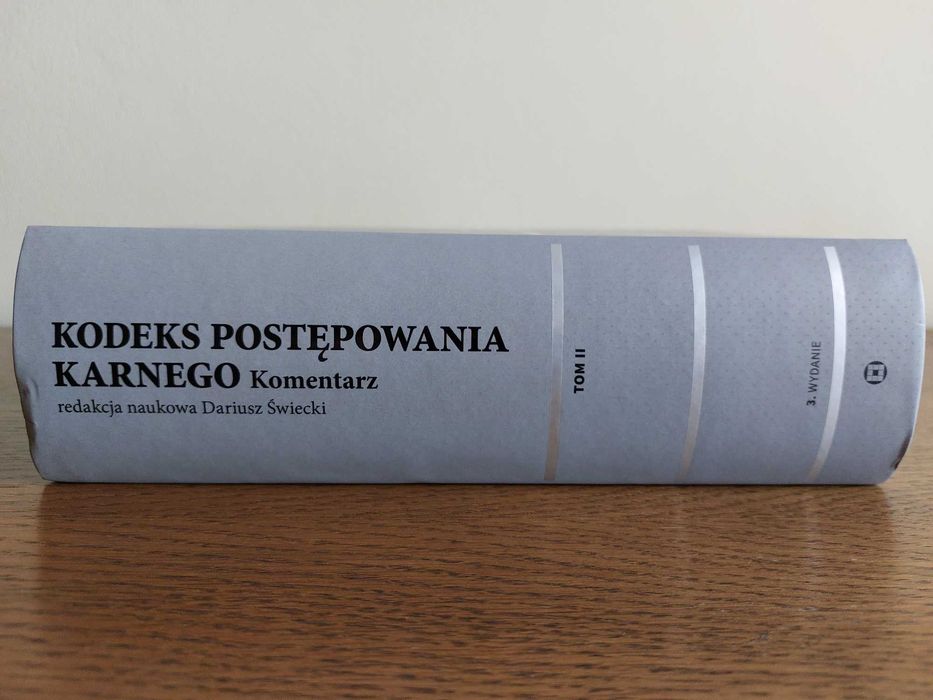 KODEKS POSTĘPOWANIA
KARNEGO Komentarz
redakcja naukowa Dariusz Świecki
TOM II
3. WYDANIE